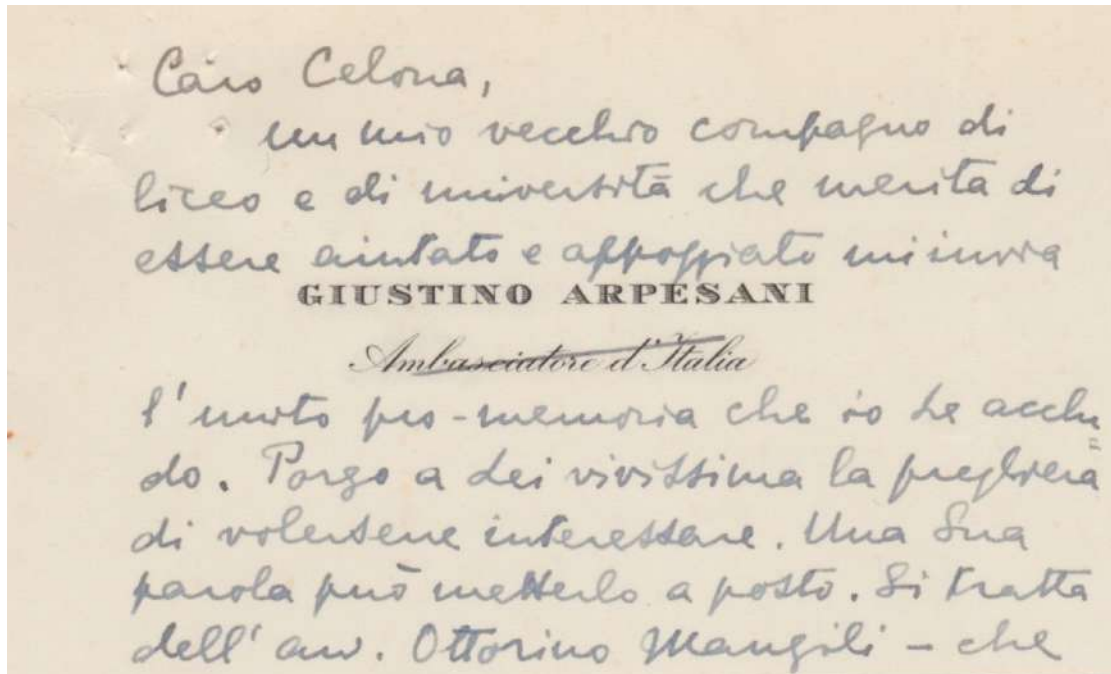 Caro Celona,
un mio vecchio compagno di
liceo e di università che merita di
essere aiutato e appoggiato mi invia
GIUSTINO ARPESANI
Ambasciatore d'Italia
l'unito pro-memoria che io Le acclu=
do. Porgo a Lei vivissima la preghiera
di volersene interessare. Una Sua
parola può metterlo a posto. Si tratta
dell'avv. Ottorino Mangili - che